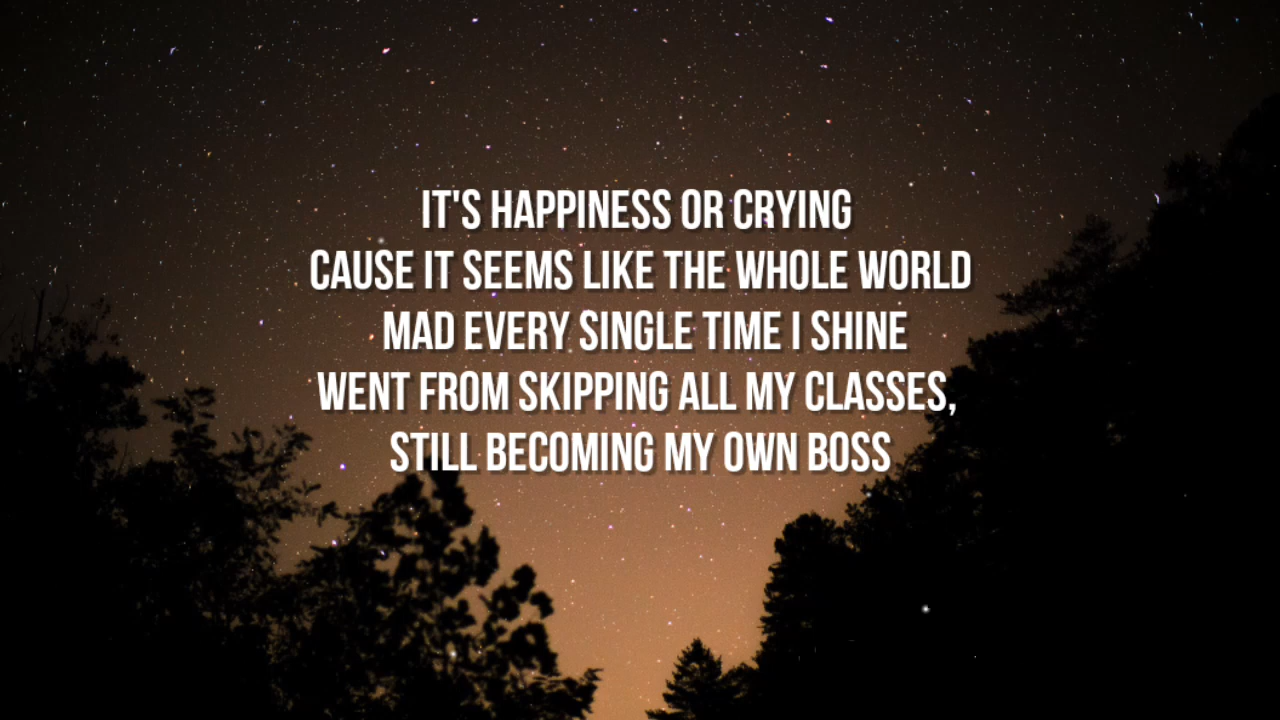 IT'S HAPPINESS OR CRYING
CAUSE IT SEEMS LIKE THE WHOLE WORLD
MAD EVERY SINGLE TIME I SHINE
WENT FROM SKIPPING ALL MY CLASSES,
STILL BECOMING MY OWN BOSS